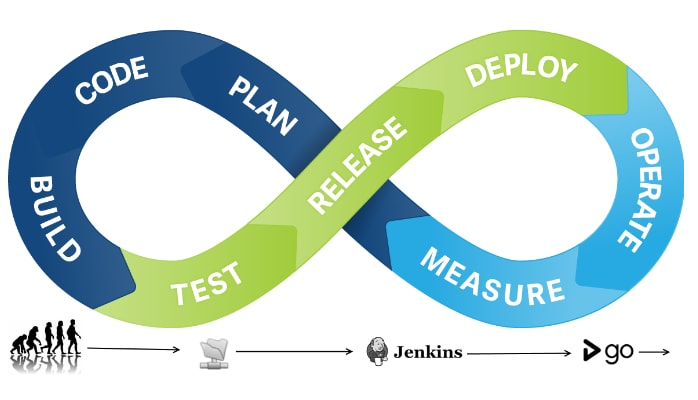 CODE
PLAN
BUILD
TEST
RELEASE
DEPLOY
OPERATE
MEASURE
Jenkins
go